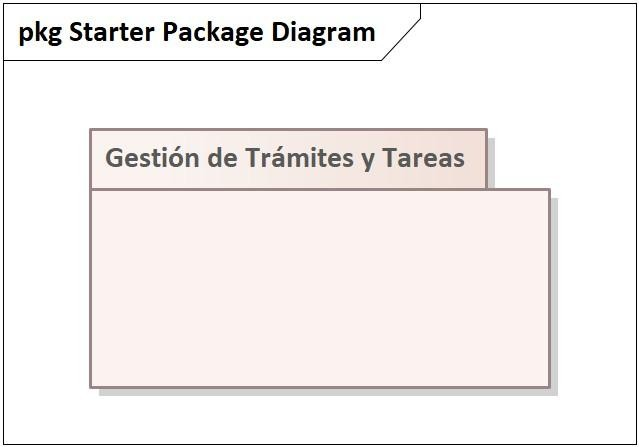 pkg Starter Package Diagram
Gestión de Trámites y Tareas